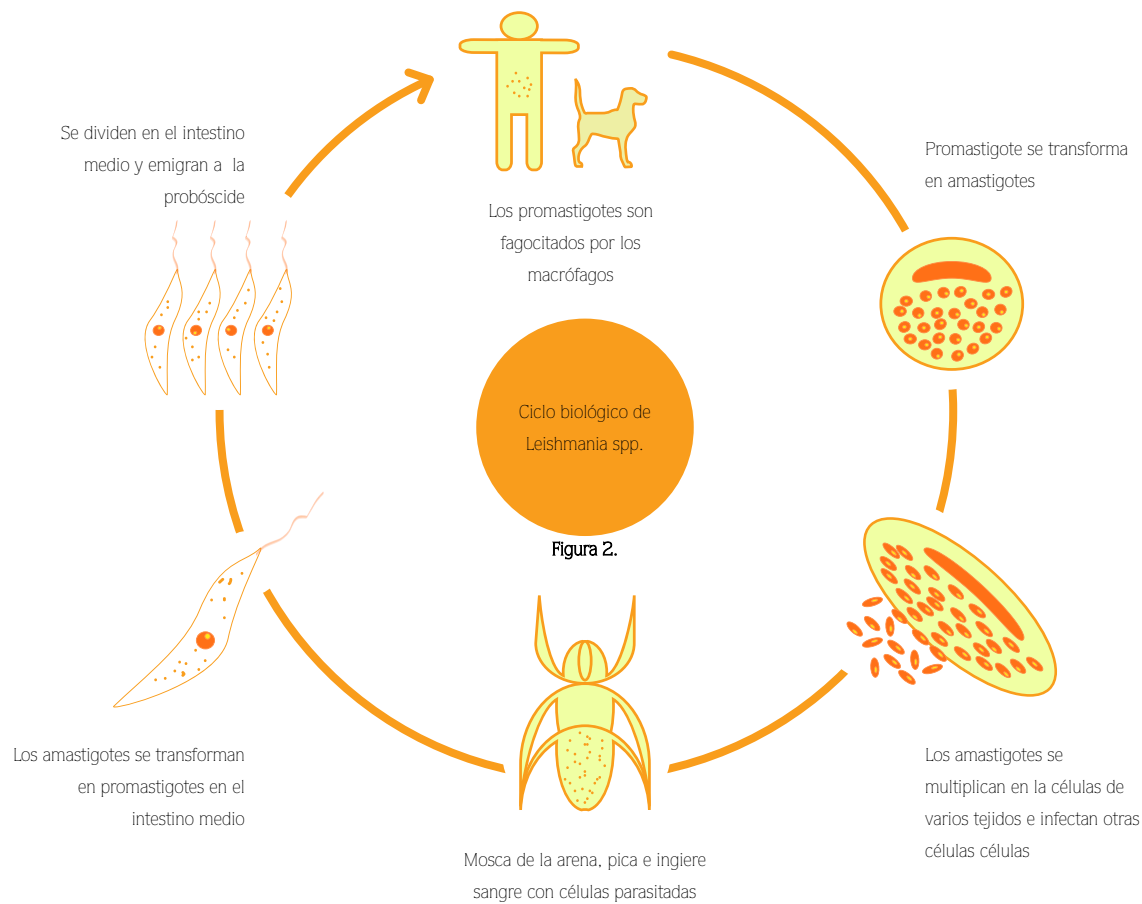 Se dividen en el intestino
medio y emigran a la
probóscide
Los promastigotes son
fagocitados por los
macrófagos
Promastigote se transforma
en amastigotes
Ciclo biológico de
Leishmania spp.
Figura 2.
Los amastigotes se transforman
en promastigotes en el
intestino medio
Mosca de la arena, pica e ingiere
sangre con células parasitadas
Los amastigotes se
multiplican en la células de
varios tejidos e infectan otras
células células